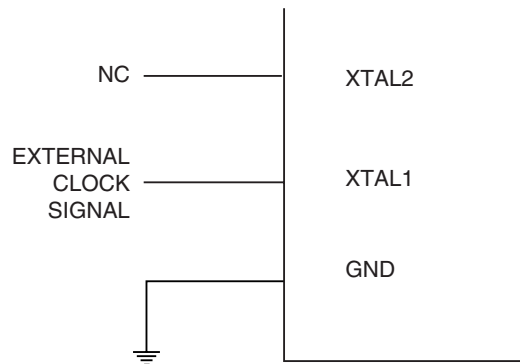 NC
XTAL2
EXTERNAL
CLOCK
SIGNAL
XTAL1
GND